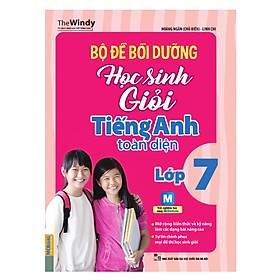 HOÀNG NGÂN (CHỦ BIÊN) - LINH CHI
TheWindy
BỘ ĐỀ BỒI DƯỠNG
Học sinh
Giỏi
Tiếng Anh
toàn diện
Lớp 7
M
Mở rộng kiến thức và kỹ năng
làm các dạng bài nâng cao
Tự tin chinh phục
mọi đề thi học sinh giỏi
MCBooks
NHÀ XUẤT BẢN ĐẠI HỌC QUỐC GIA HÀ NỘI